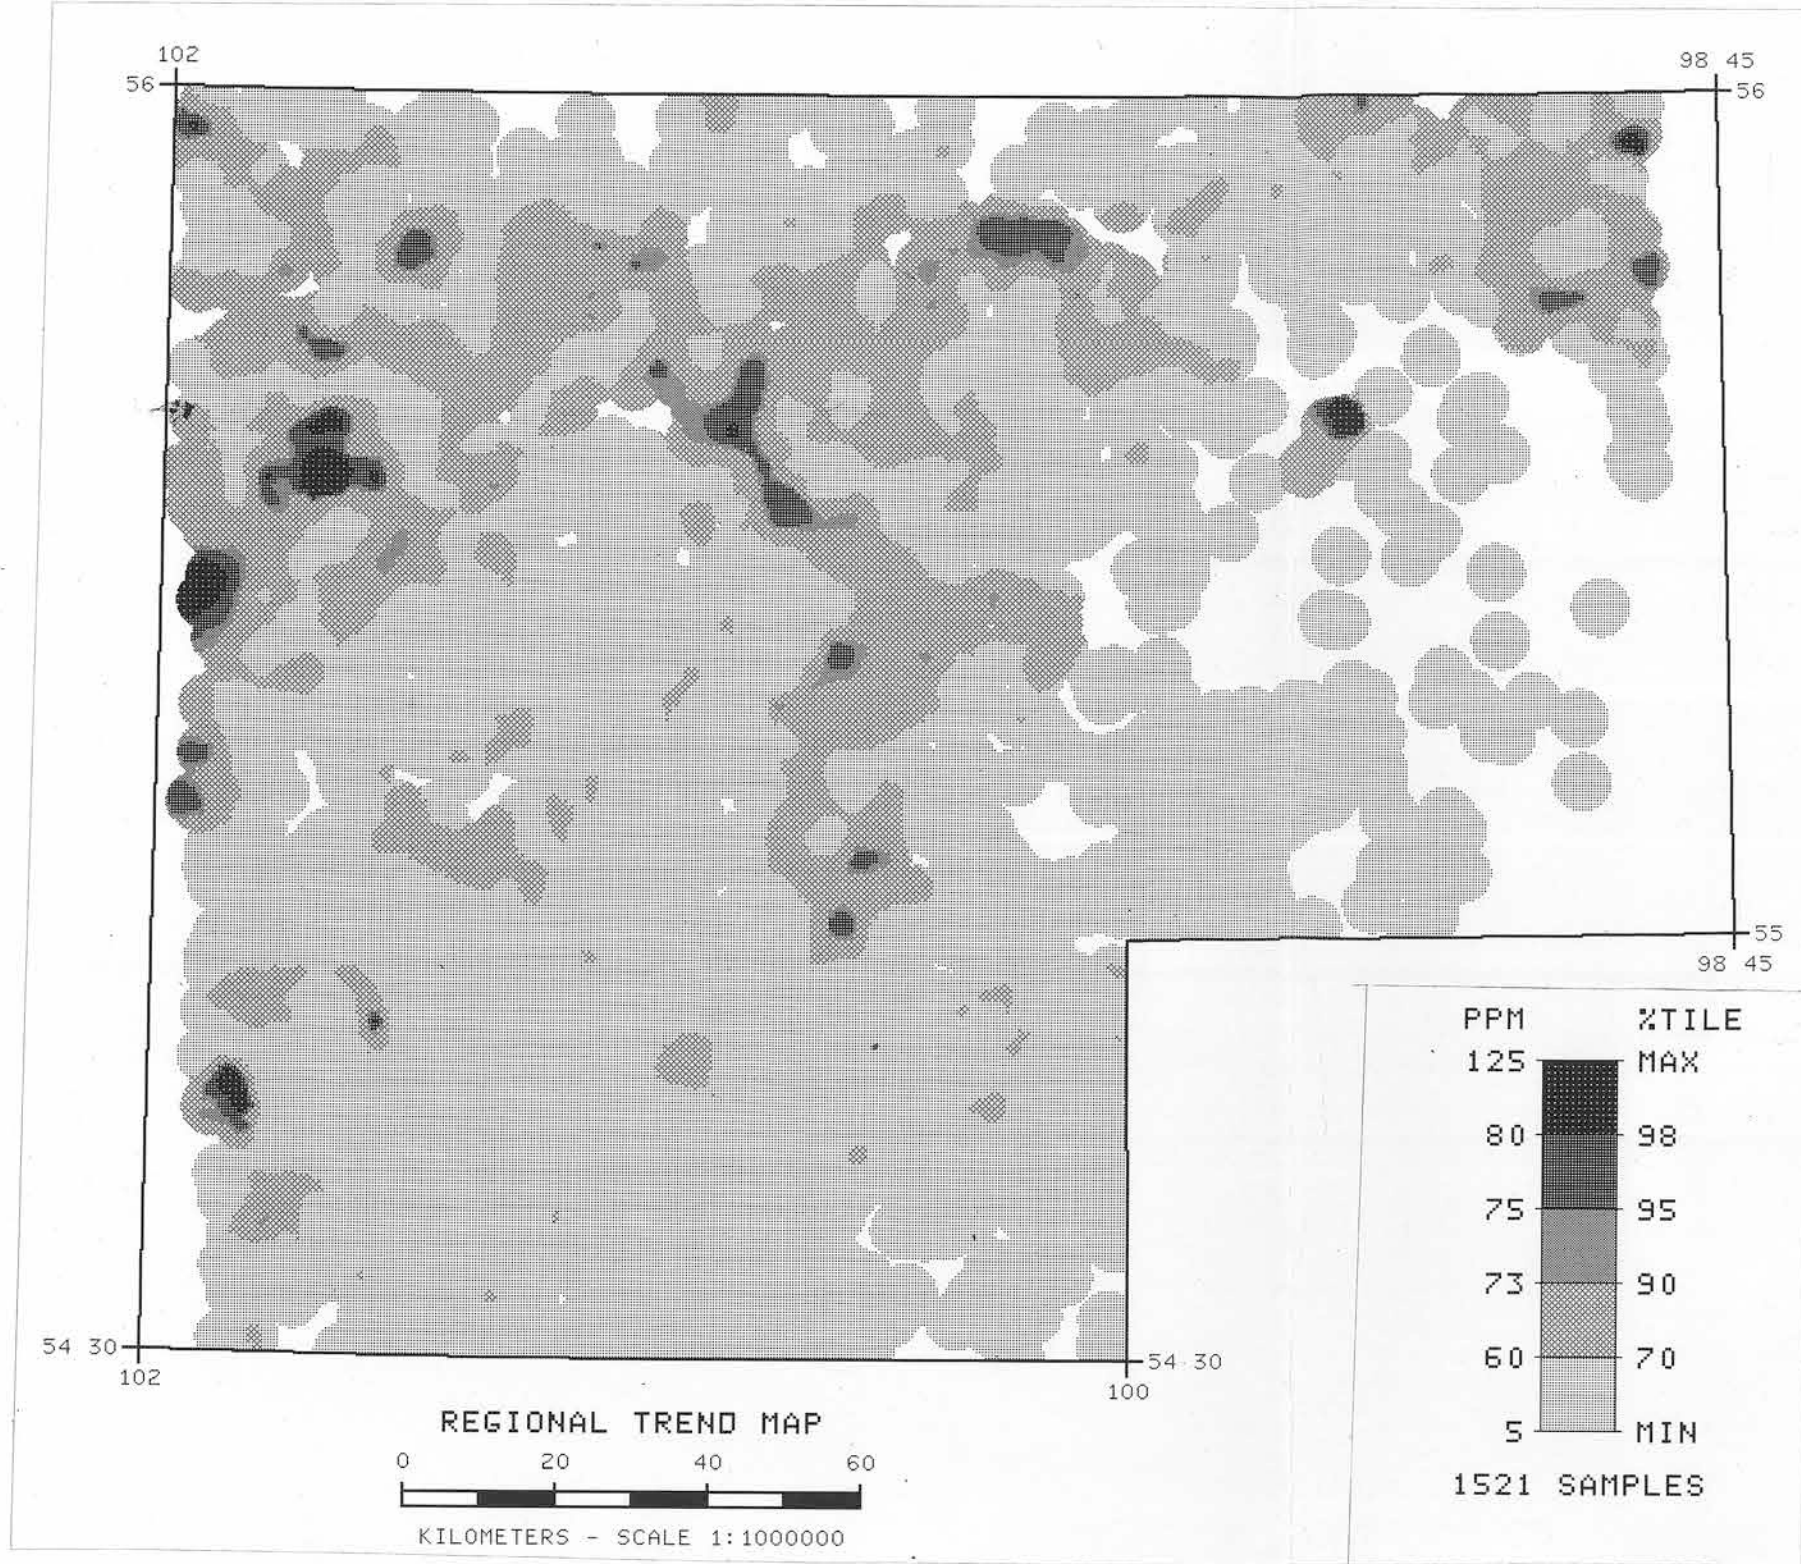 102
98 45
56
56
55
98 45
PPM %TILE
125 MAX
80 98
75 95
73 90
60 70
5 MIN
1521 SAMPLES
54 30
54 30
102
100
REGIONAL TREND MAP
0 20 40 60
KILOMETERS - SCALE 1:1000000